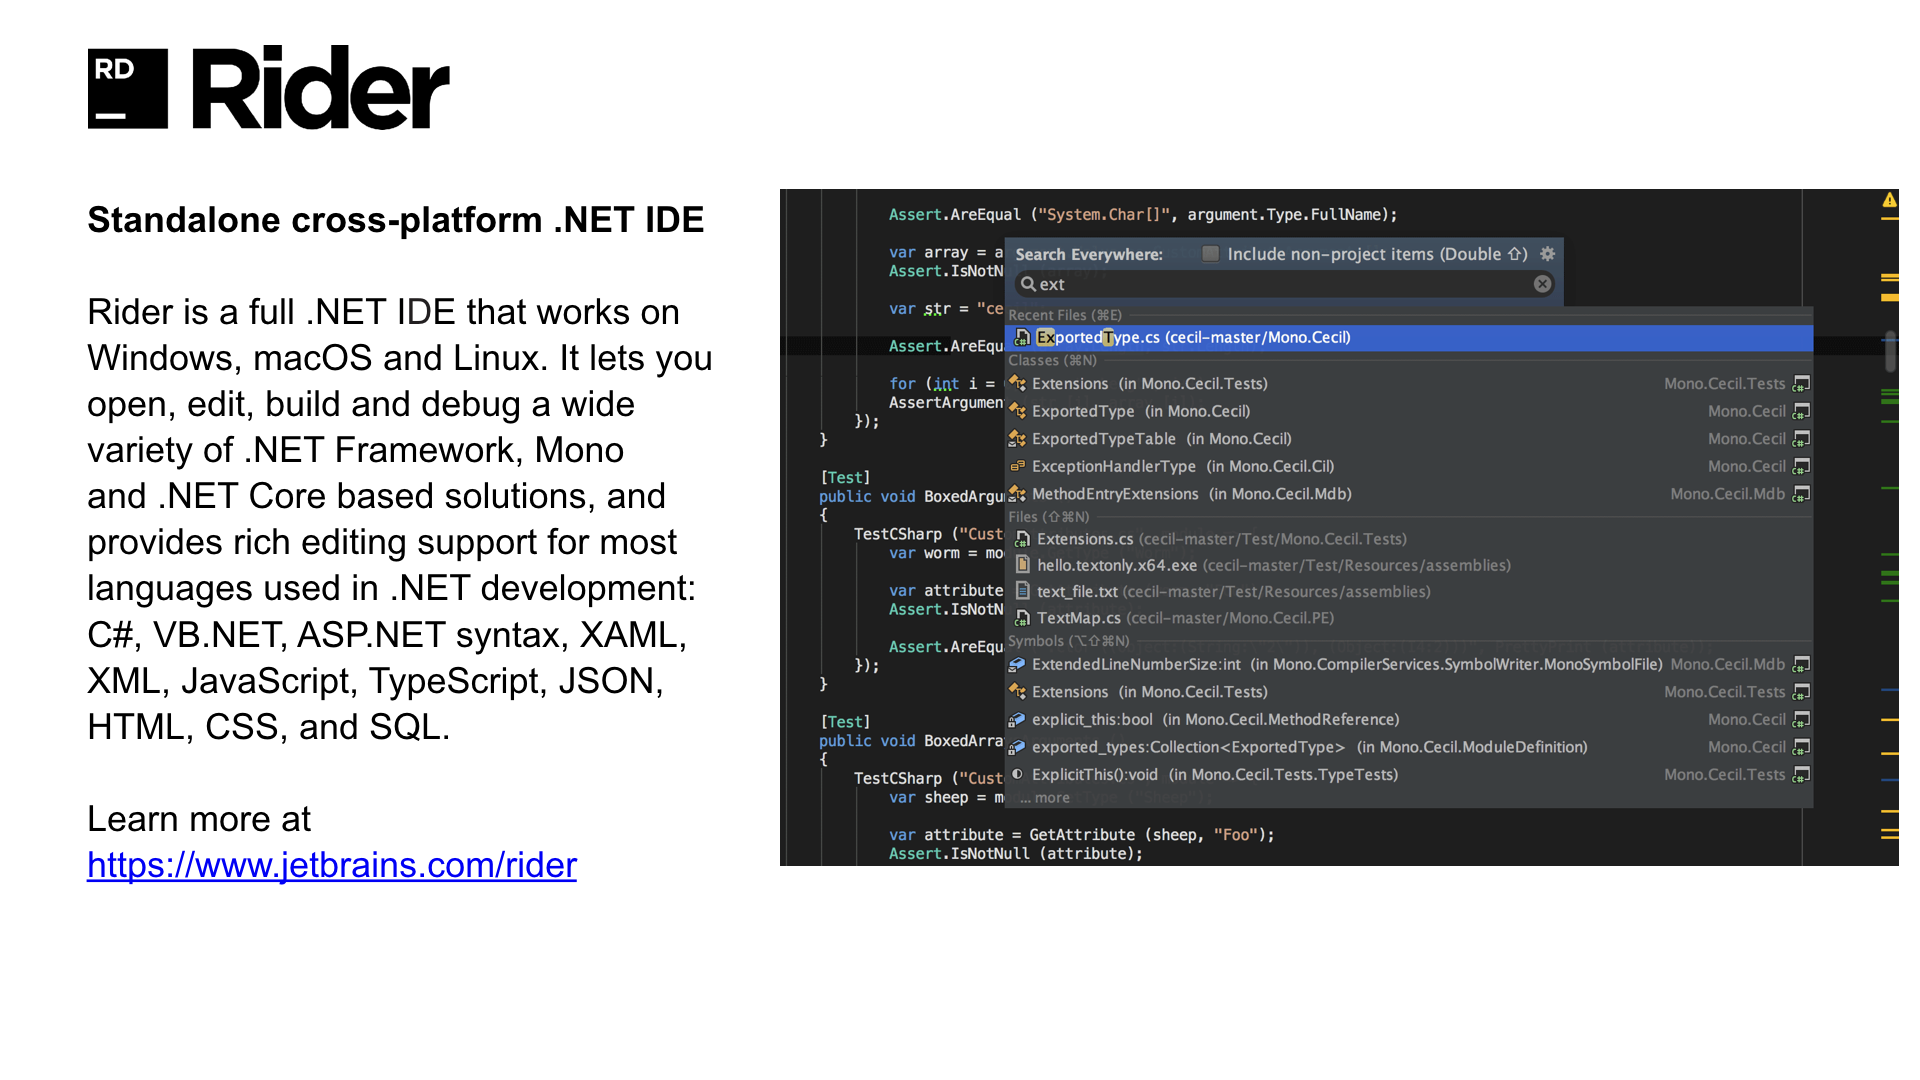 RD
Rider
Standalone cross-platform .NET IDE
Rider is a full .NET IDE that works on
Windows, macOS and Linux. It lets you
open, edit, build and debug a wide
variety of .NET Framework, Mono
and .NET Core based solutions, and
provides rich editing support for most
languages used in .NET development:
C#, VB.NET, ASP.NET syntax, XAML,
XML, JavaScript, TypeScript, JSON,
HTML, CSS, and SQL.
Learn more at
https://www.jetbrains.com/rider
Assert.AreEqual ("System.Char[]", argument.Type.FullName);
var array = a
Assert.IsNotN
var str = "ce
Assert.AreEqu
for (int i =
AssertArgumen
});
}
[Test]
public void BoxedArgu
{
TestCSharp ("Cust
var worm = mo
var attribute
Assert.IsNotN
Assert.AreEqu
});
}
[Test]
public void BoxedArra
{
TestCSharp ("Cust
var sheep = m
var attribute = GetAttribute (sheep, "Foo");
Assert.IsNotNull (attribute);
Search Everywhere: Include non-project items (Double ⇧)
ext
Recent Files (⌘E)
ExportedType.cs (cecil-master/Mono.Cecil)
Classes (⌘N)
Extensions (in Mono.Cecil.Tests) Mono.Cecil.Tests
ExportedType (in Mono.Cecil) Mono.Cecil
ExportedTypeTable (in Mono.Cecil) Mono.Cecil
ExceptionHandlerType (in Mono.Cecil.Cil) Mono.Cecil
MethodEntryExtensions (in Mono.Cecil.Mdb) Mono.Cecil.Mdb
Files (⇧⌘N)
Extensions.cs (cecil-master/Test/Mono.Cecil.Tests)
hello.textonly.x64.exe (cecil-master/Test/Resources/assemblies)
text_file.txt (cecil-master/Test/Resources/assemblies)
TextMap.cs (cecil-master/Mono.Cecil.PE)
Symbols (⌥⇧⌘N)
ExtendedLineNumberSize:int (in Mono.CompilerServices.SymbolWriter.MonoSymbolFile) Mono.Cecil.Mdb
Extensions (in Mono.Cecil.Tests) Mono.Cecil.Tests
explicit_this:bool (in Mono.Cecil.MethodReference) Mono.Cecil
exported_types:Collection<ExportedType> (in Mono.Cecil.ModuleDefinition) Mono.Cecil
ExplicitThis():void (in Mono.Cecil.Tests.TypeTests) Mono.Cecil.Tests
... more